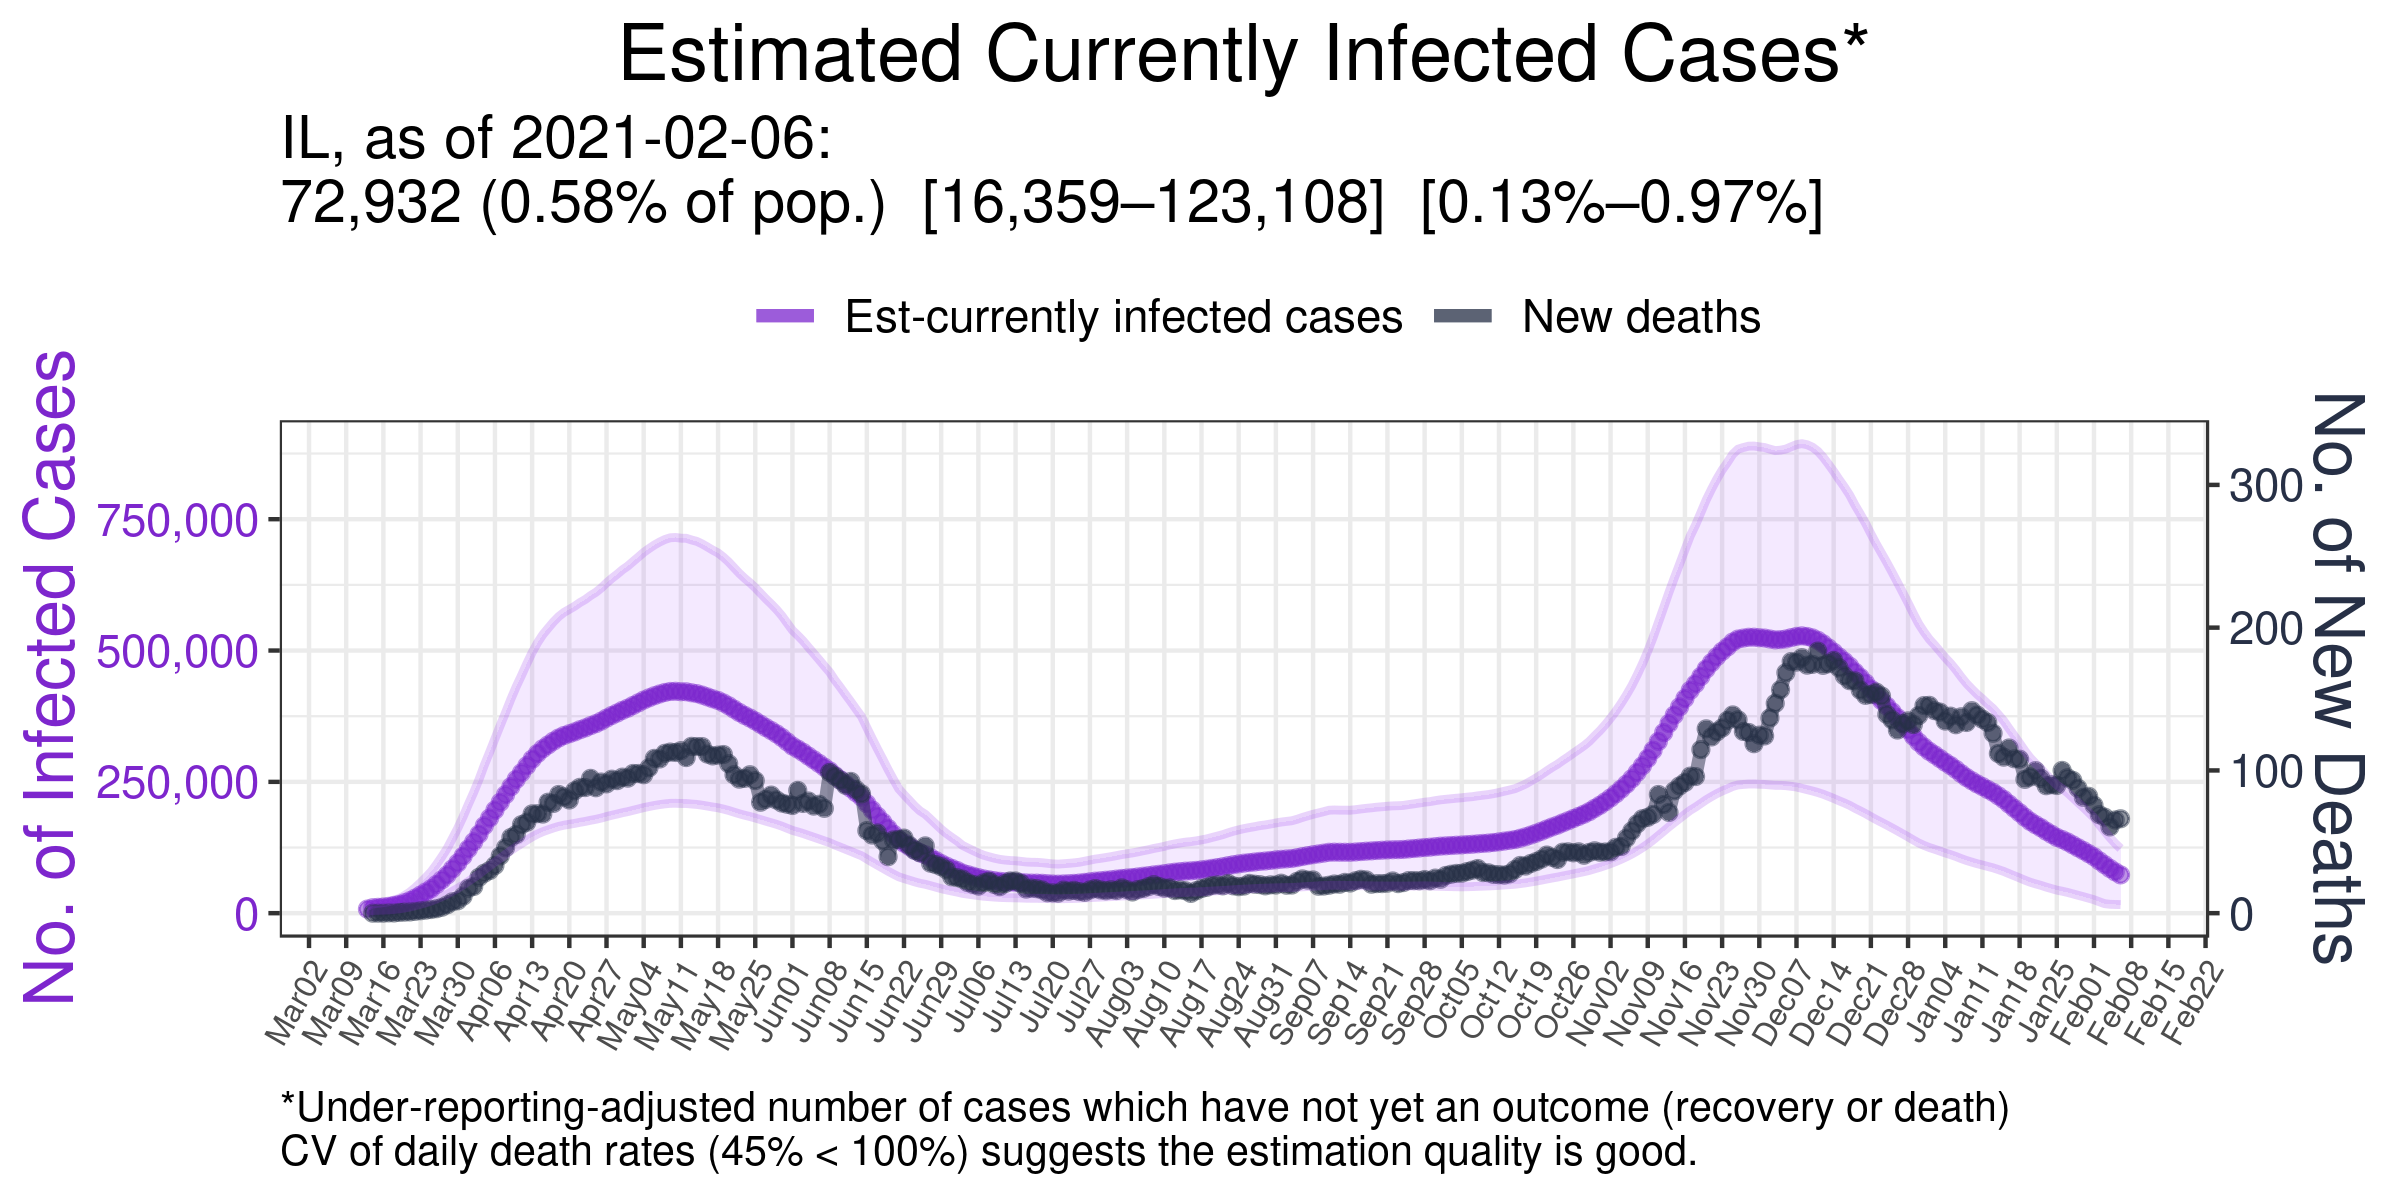 Estimated Currently Infected Cases*
IL, as of 2021-02-06:
72,932 (0.58% of pop.) [16,359–123,108] [0.13%–0.97%]
Est-currently infected cases
New deaths
No. of Infected Cases
750,000
500,000
250,000
0
300
200
100
0
No. of New Deaths
Mar02
Mar09
Mar16
Mar23
Mar30
Apr06
Apr13
Apr20
Apr27
May04
May11
May18
May25
Jun01
Jun08
Jun15
Jun22
Jun29
Jul06
Jul13
Jul20
Jul27
Aug03
Aug10
Aug17
Aug24
Aug31
Sep07
Sep14
Sep21
Sep28
Oct05
Oct12
Oct19
Oct26
Nov02
Nov09
Nov16
Nov23
Nov30
Dec07
Dec14
Dec21
Dec28
Jan04
Jan11
Jan18
Jan25
Feb01
Feb08
Feb15
Feb22
*Under-reporting-adjusted number of cases which have not yet an outcome (recovery or death)
CV of daily death rates (45% < 100%) suggests the estimation quality is good.